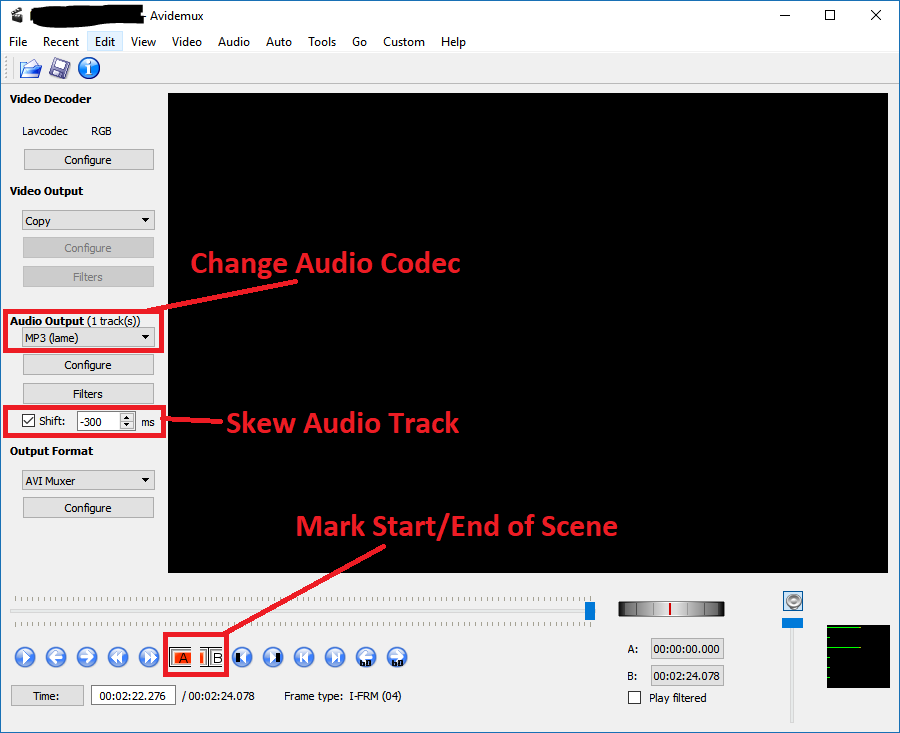 - Avidemux
File Recent Edit View Video Audio Auto Tools Go Custom Help
Video Decoder
Lavcodec RGB
Configure
Video Output
Copy
Configure
Filters
Change Audio Codec
Audio Output (1 track(s))
MP3 (lame)
Configure
Filters
Shift: -300 ms
Skew Audio Track
Output Format
AVI Muxer
Configure
Mark Start/End of Scene
A B
60 60
A: 00:00:00.000
B: 00:02:24.078
Time: 00:02:22.276 / 00:02:24.078 Frame type: I-FRM (04)
Play filtered